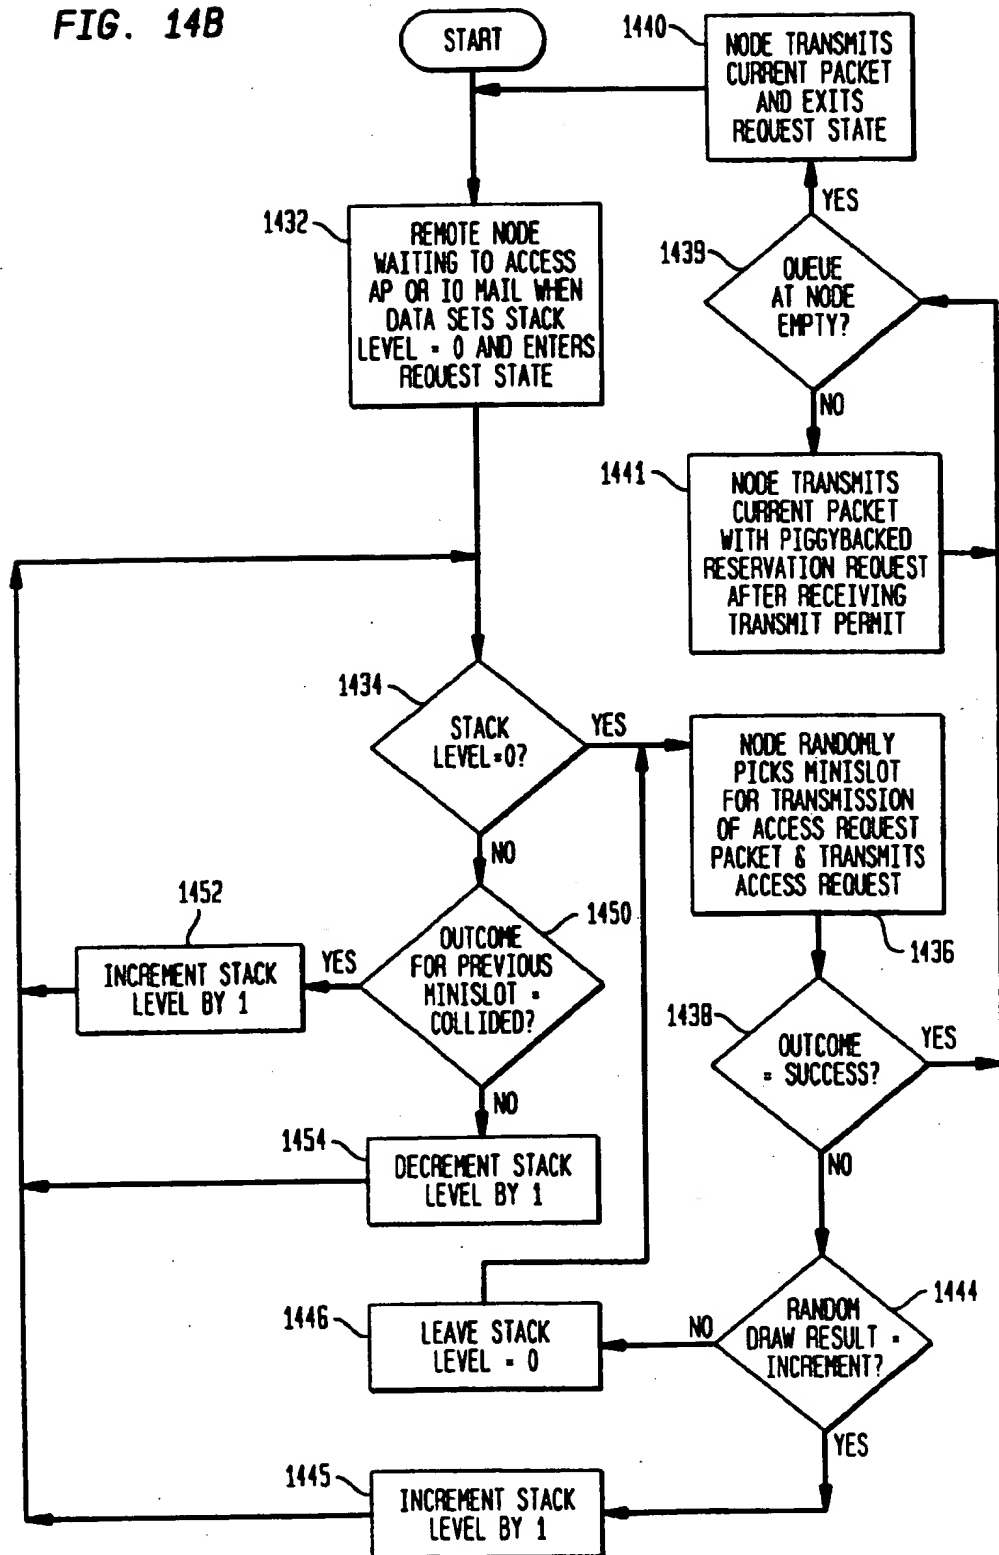 FIG. 14B
START
1440
NODE TRANSMITS
CURRENT PACKET
AND EXITS
REQUEST STATE
YES
1432
REMOTE NODE
WAITING TO ACCESS
AP OR IO MAIL WHEN
DATA SETS STACK
LEVEL = 0 AND ENTERS
REQUEST STATE
1439
QUEUE
AT NODE
EMPTY?
NO
1441
NODE TRANSMITS
CURRENT PACKET
WITH PIGGYBACKED
RESERVATION REQUEST
AFTER RECEIVING
TRANSMIT PERMIT
1434
STACK
LEVEL=0?
YES
NO
NODE RANDOMLY
PICKS MINISLOT
FOR TRANSMISSION
OF ACCESS REQUEST
PACKET & TRANSMITS
ACCESS REQUEST
1436
1452
INCREMENT STACK
LEVEL BY 1
YES
1450
OUTCOME
FOR PREVIOUS
MINISLOT =
COLLIDED?
NO
1438
OUTCOME
= SUCCESS?
YES
NO
1454
DECREMENT STACK
LEVEL BY 1
1446
LEAVE STACK
LEVEL = 0
NO
1444
RANDOM
DRAW RESULT =
INCREMENT?
YES
1445
INCREMENT STACK
LEVEL BY 1